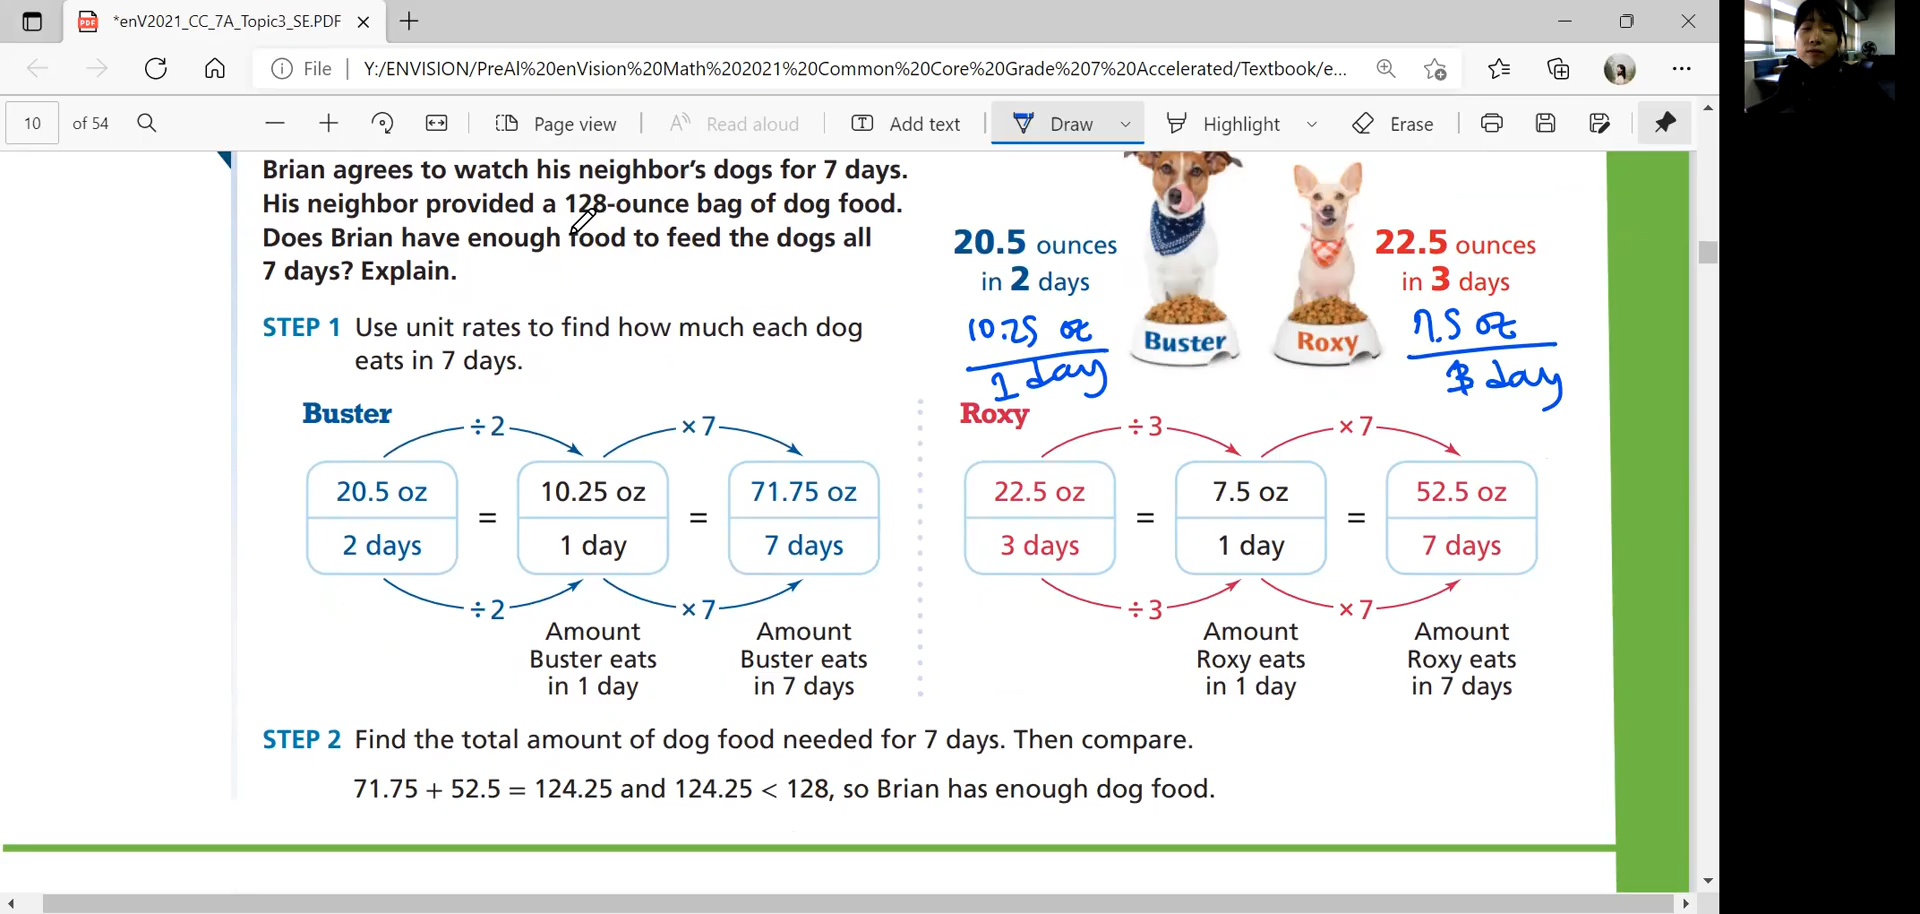 *enV2021_CC_7A_Topic3_SE.PDF
File
Y:/ENVISION/PreAl%20enVision%20Math%202021%20Common%20Core%20Grade%207%20Accelerated/Textbook/e...
10 of 54
Page view
Read aloud
Add text
Draw
Highlight
Erase
Brian agrees to watch his neighbor's dogs for 7 days.
His neighbor provided a 128-ounce bag of dog food.
Does Brian have enough food to feed the dogs all
7 days? Explain.
20.5 ounces
in 2 days
22.5 ounces
in 3 days
10.25 oz
1 day
Buster
Roxy
7.5 oz
day
STEP 1 Use unit rates to find how much each dog
eats in 7 days.
Buster
÷2
×7
20.5 oz
2 days
=
10.25 oz
1 day
=
71.75 oz
7 days
÷2
×7
Amount
Buster eats
in 1 day
Amount
Buster eats
in 7 days
Roxy
÷3
×7
22.5 oz
3 days
=
7.5 oz
1 day
=
52.5 oz
7 days
÷3
×7
Amount
Roxy eats
in 1 day
Amount
Roxy eats
in 7 days
STEP 2 Find the total amount of dog food needed for 7 days. Then compare.
71.75 + 52.5 = 124.25 and 124.25 < 128, so Brian has enough dog food.